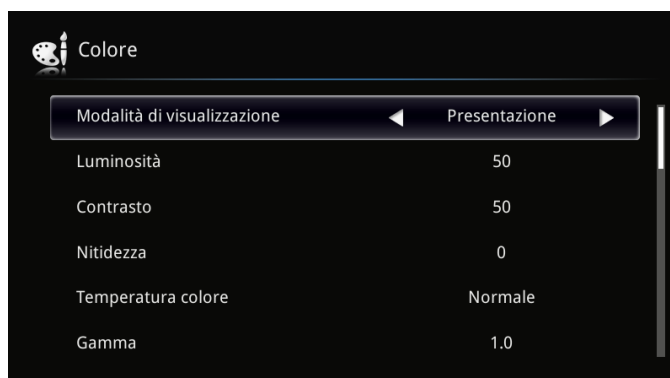 Colore
Modalità di visualizzazione Presentazione
Luminosità 50
Contrasto 50
Nitidezza 0
Temperatura colore Normale
Gamma 1.0